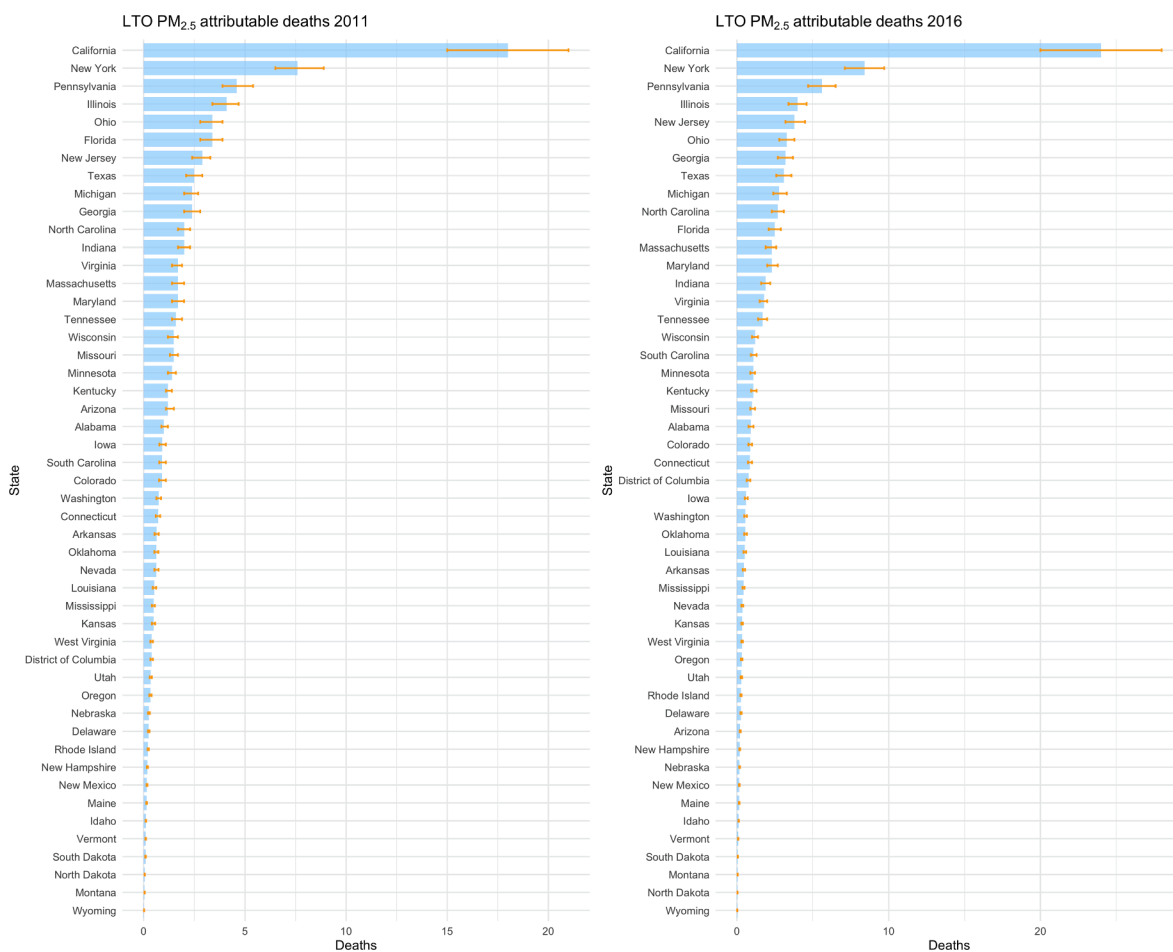 LTO PM2.5 attributable deaths 2011
California
New York
Pennsylvania
Illinois
Ohio
Florida
New Jersey
Texas
Michigan
Georgia
North Carolina
Indiana
Virginia
Massachusetts
Maryland
Tennessee
Wisconsin
Missouri
Minnesota
Kentucky
Arizona
Alabama
Iowa
South Carolina
Colorado
Washington
Connecticut
Arkansas
Oklahoma
Nevada
Louisiana
Mississippi
Kansas
West Virginia
District of Columbia
Utah
Oregon
Nebraska
Delaware
Rhode Island
New Hampshire
New Mexico
Maine
Idaho
Vermont
South Dakota
North Dakota
Montana
Wyoming
State
0 5 10 15 20
Deaths
LTO PM2.5 attributable deaths 2016
California
New York
Pennsylvania
Illinois
New Jersey
Ohio
Georgia
Texas
Michigan
North Carolina
Florida
Massachusetts
Maryland
Indiana
Virginia
Tennessee
Wisconsin
South Carolina
Minnesota
Kentucky
Missouri
Alabama
Colorado
Connecticut
District of Columbia
Iowa
Washington
Oklahoma
Louisiana
Arkansas
Mississippi
Nevada
Kansas
West Virginia
Oregon
Utah
Rhode Island
Delaware
Arizona
New Hampshire
Nebraska
New Mexico
Maine
Idaho
Vermont
South Dakota
Montana
North Dakota
Wyoming
State
0 10 20
Deaths